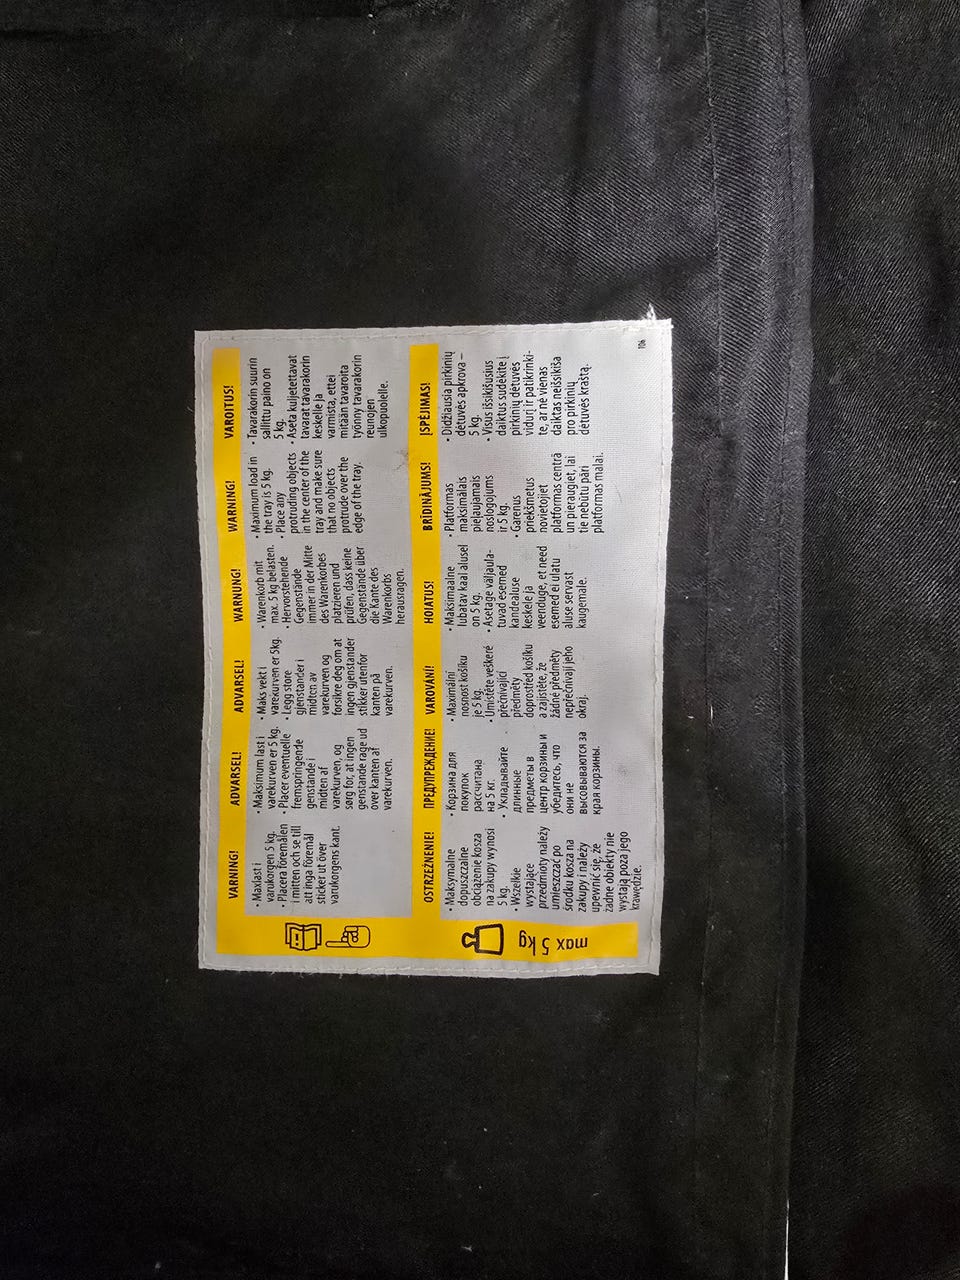 VARNING!
• Maxlast i
varukorgen 5 kg.
• Placera föremålen
i mitten och se till
att inga föremål
sticker ut över
varukorgens kant.
ADVARSEL!
• Maksimum last i
varekurven er 5 kg.
• Placer eventuelle
fremspringende
genstande i
midten af
varekurven, og
sørg for, at ingen
genstande rage ud
over kanten af
varekurven.
ADVARSEL!
• Maks vekt i
varekurven er 5kg.
• Legg store
gjenstander i
midten av
varekurven og
forsikre deg om at
ingen gjenstander
stikker utenfor
kanten på
varekurven.
WARNUNG!
• Warenkorb mit
max. 5 kg belasten.
• Hervorstehende
Gegenstände
immer in der Mitte
des Warenkorbes
platzieren und
prüfen, dass keine
Gegenstände über
die Kante des
Warenkorbs
herausragen.
WARNING!
• Maximum load in
the tray is 5 kg.
• Place any
protruding objects
in the center of the
tray and make sure
that no objects
protrude over the
edge of the tray.
VAROITUS!
• Tavarakorin suurin
sallittu paino on
5 kg.
• Aseta kuljetettavat
tavarat tavarakorin
keskelle ja
varmista, ettei
mitään tavaroita
työnny tavarakorin
reunojen
ulkopuolelle.
max 5 kg
OSTRZEŻNENIE!
• Maksymalne
dopuszczalne
obciążenie kosza
na zakupy wynosi
5 kg.
• Wszelkie
wystające
przedmioty należy
umieszczać po
środku kosza na
zakupy i należy
upewnić się, że
żadne obiekty nie
wystają poza jego
krawędzie.
ПРЕДУПРЕЖДЕНИЕ!
• Корзина для
покупок
рассчитана
на 5 кг.
• Укладывайте
длинные
предметы в
центр корзины и
убедитесь, что
они не
высовываются за
края корзины.
VAROVÁNÍ!
• Maximální
nosnost košíku
je 5 kg.
• Umístěte veškeré
přečnívající
předměty
doprostřed košíku
a zajistěte, že
žádné předměty
nepřečnívají jeho
okraj.
HOIATUS!
• Maksimaalne
lubatav kaal alusel
on 5 kg.
• Asetage väljaula-
tuvad esemed
kandealuse
keskele ja
veenduge, et need
esemed ei ulatu
aluse servast
kaugemale.
BRĪDINĀJUMS!
• Platformas
maksimālais
pieļaujamais
noslogojums
ir 5 kg.
• Garenus
priekšmetus
novietojiet
platformas centrā
un pieraugiet, lai
tie nebūtu pāri
platformas malai.
ĮSPĖJIMAS!
• Didžiausia pirkinių
dėtuvės apkrova –
5 kg.
• Visus išsikišusius
daiktus sudėkite į
pirkinių dėtuvės
vidurį ir patikrinki-
te, ar nė vienas
daiktas neišsikiša
pro pirkinių
dėtuvės kraštą.
106